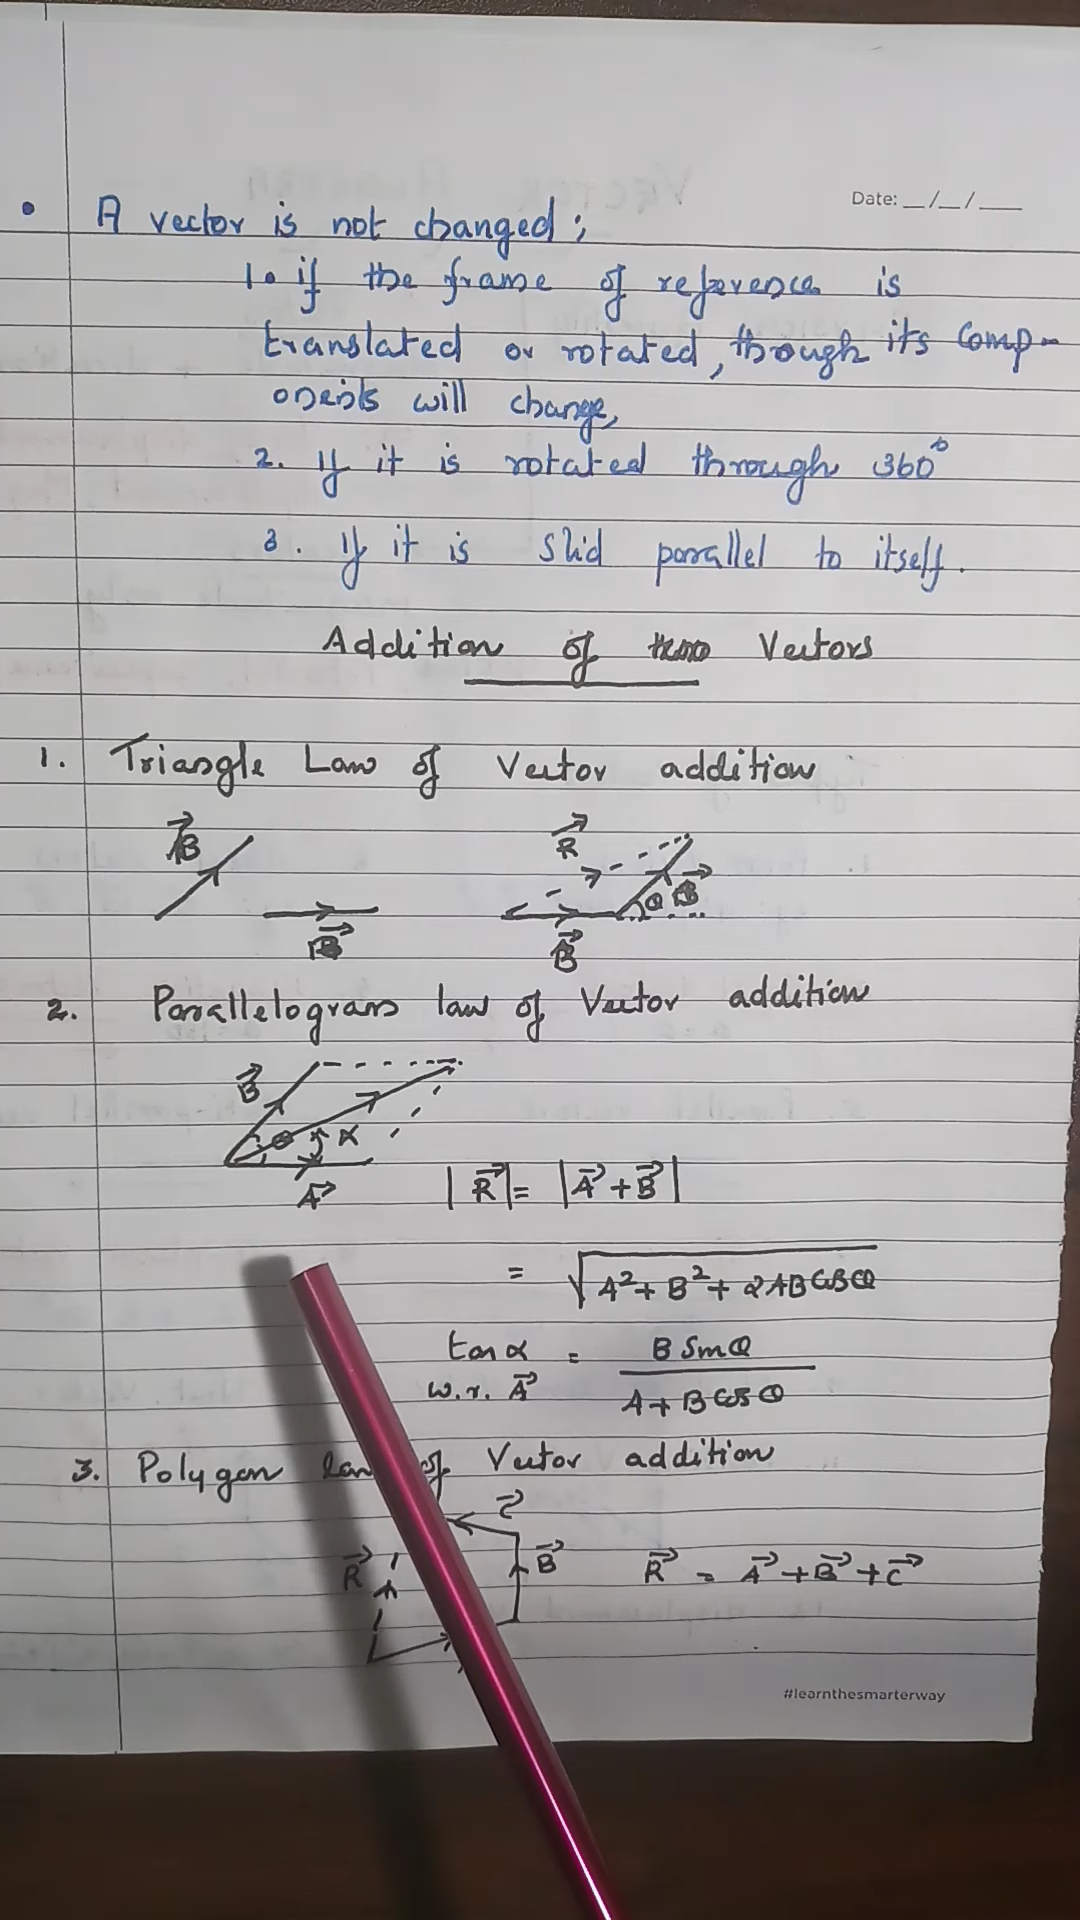 Date: __/__/___
• A vector is not changed;
1. if the frame of reference is
translated or rotated, through its Comp-
onents will change,
2. If it is rotated through 360°
3. If it is slid parallel to itself.
Addition of Vectors
1. Triangle Law of Vector addition
B→ R→
θ
B→ B→
2. Parallelogram law of Vector addition
B→
θ α
A→ |R→| = |A→ + B→|
= √(A² + B² + 2AB Cos θ)
tan α = B Sin θ / (A + B Cos θ)
w.r. A→
3. Polygon law of Vector addition
C→
R→ B→ R→ = A→ + B→ + C→
#learnthesmarterway